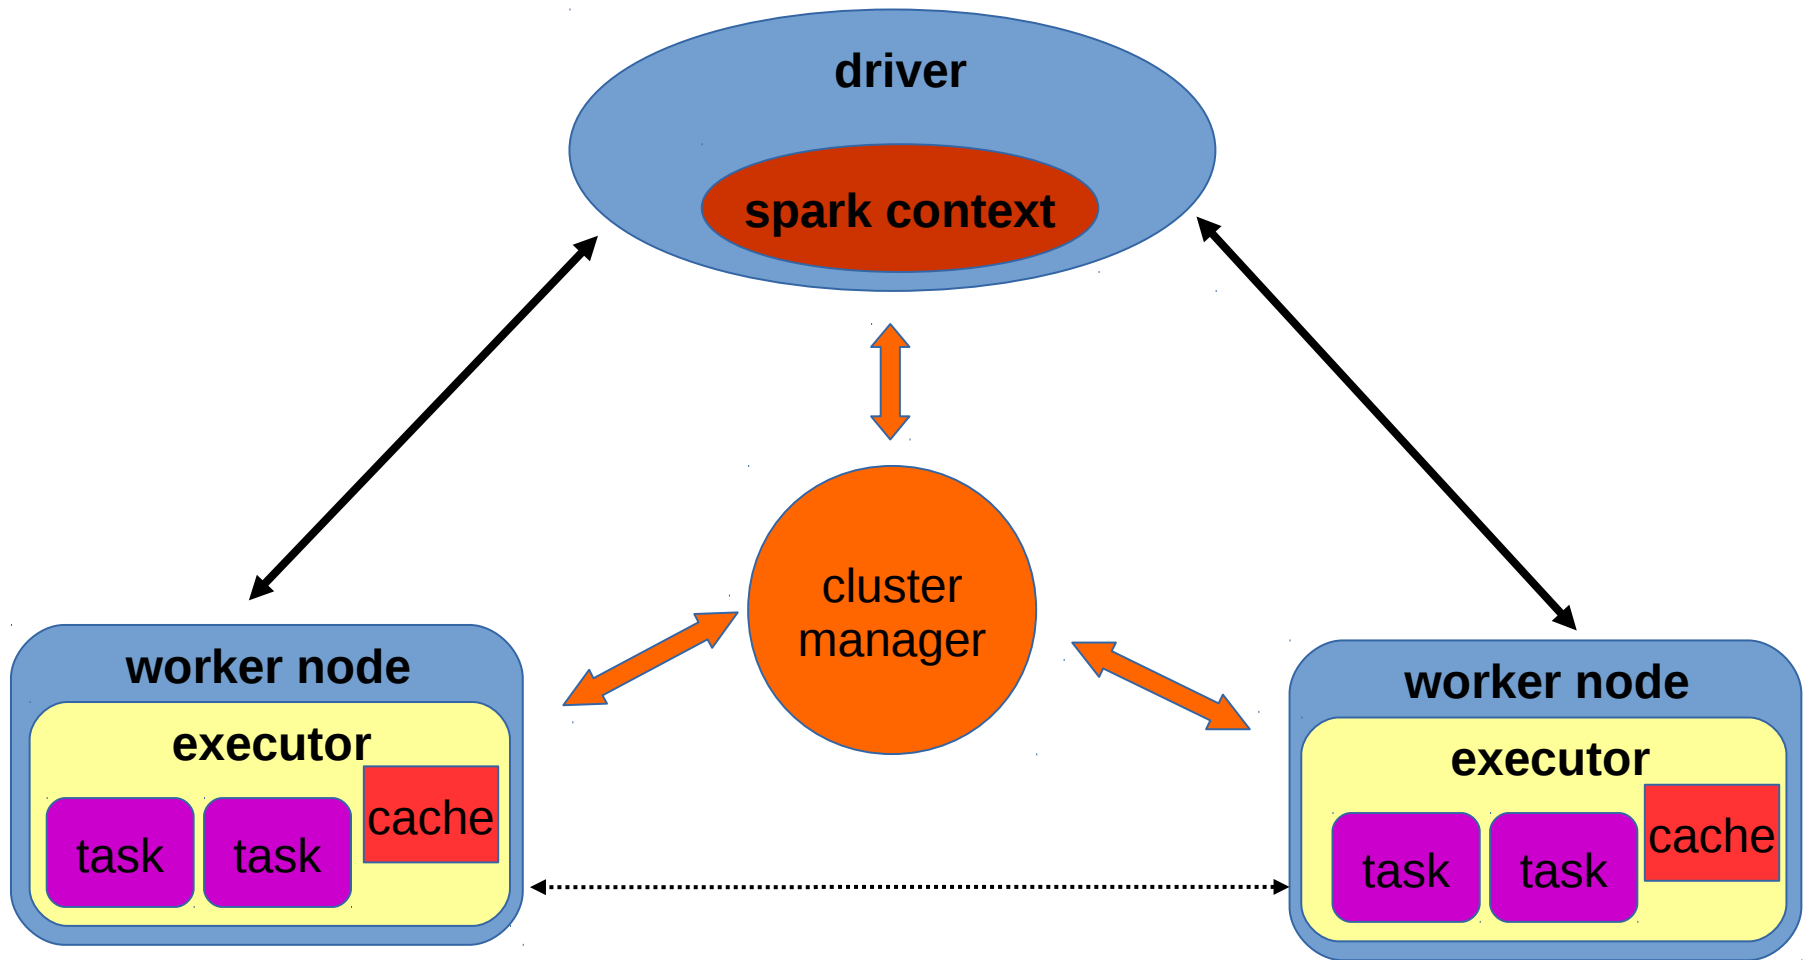 driver
spark context
cluster
manager
worker node
executor
cache
task task
worker node
executor
cache
task task